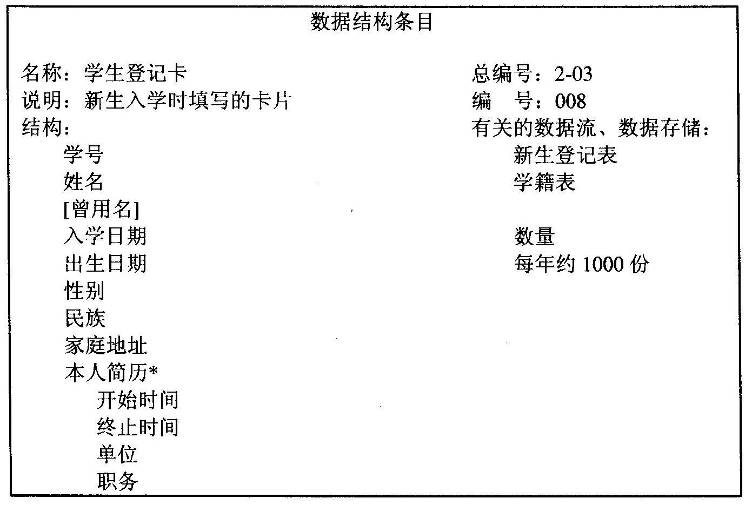 数据结构条目
名称：学生登记卡 总编号：2-03
说明：新生入学时填写的卡片 编 号：008
结构： 有关的数据流、数据存储：
学号 新生登记表
姓名 学籍表
[曾用名]
入学日期 数量
出生日期 每年约 1000 份
性别
民族
家庭地址
本人简历*
开始时间
终止时间
单位
职务